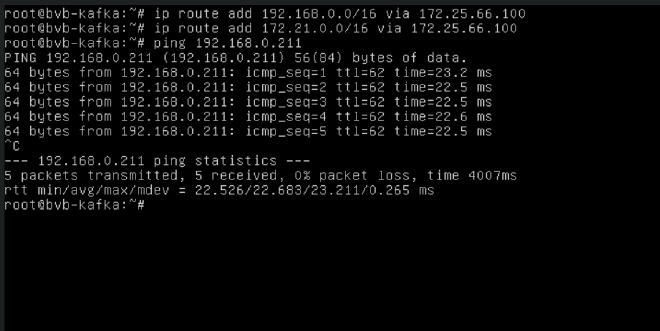 root@bvb-kafka:~# ip route add 192.168.0.0/16 via 172.25.66.100
root@bvb-kafka:~# ip route add 172.21.0.0/16 via 172.25.66.100
root@bvb-kafka:~# ping 192.168.0.211
PING 192.168.0.211 (192.168.0.211) 56(84) bytes of data.
64 bytes from 192.168.0.211: icmp_seq=1 ttl=62 time=23.2 ms
64 bytes from 192.168.0.211: icmp_seq=2 ttl=62 time=22.5 ms
64 bytes from 192.168.0.211: icmp_seq=3 ttl=62 time=22.5 ms
64 bytes from 192.168.0.211: icmp_seq=4 ttl=62 time=22.6 ms
64 bytes from 192.168.0.211: icmp_seq=5 ttl=62 time=22.5 ms
^C
--- 192.168.0.211 ping statistics ---
5 packets transmitted, 5 received, 0% packet loss, time 4007ms
rtt min/avg/max/mdev = 22.526/22.683/23.211/0.265 ms
root@bvb-kafka:~#